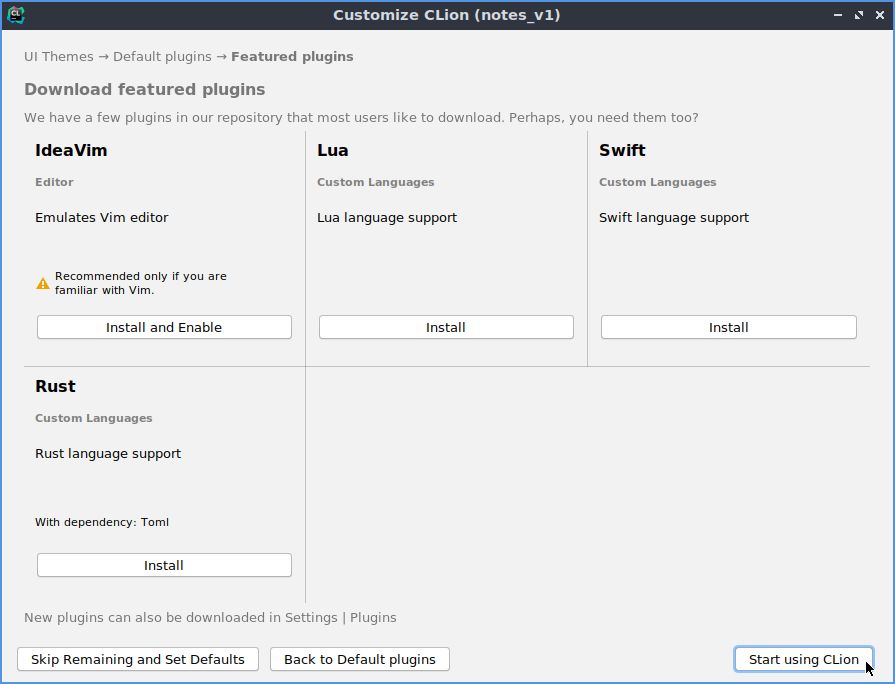 CL
Customize CLion (notes_v1)
UI Themes → Default plugins → Featured plugins
Download featured plugins
We have a few plugins in our repository that most users like to download. Perhaps, you need them too?
IdeaVim
Editor
Emulates Vim editor
Recommended only if you are
familiar with Vim.
Install and Enable
Lua
Custom Languages
Lua language support
Install
Swift
Custom Languages
Swift language support
Install
Rust
Custom Languages
Rust language support
With dependency: Toml
Install
New plugins can also be downloaded in Settings | Plugins
Skip Remaining and Set Defaults
Back to Default plugins
Start using CLion